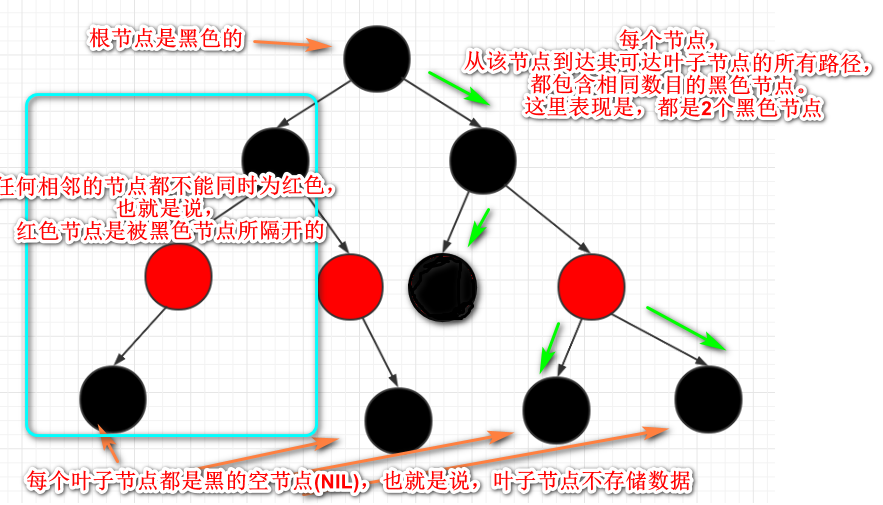 根节点是黑色的
每个节点，
从该节点到达其可达叶子节点的所有路径，
都包含相同数目的黑色节点。
这里表现是，都是2个黑色节点
任何相邻的节点都不能同时为红色，
也就是说，
红色节点是被黑色节点所隔开的
每个叶子节点都是黑的空节点(NIL)，也就是说，叶子节点不存储数据